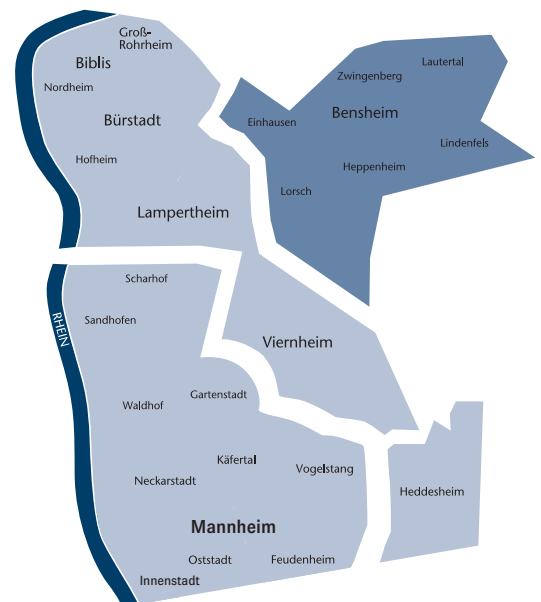 Groß-
Rohrheim
Biblis
Nordheim
Bürstadt
Hofheim
Lampertheim
Lautertal
Zwingenberg
Bensheim
Einhausen
Lindenfels
Heppenheim
Lorsch
Scharhof
RHEIN
Sandhofen
Viernheim
Gartenstadt
Waldhof
Käfertal
Vogelstang
Neckarstadt
Heddesheim
Mannheim
Oststadt
Feudenheim
Innenstadt